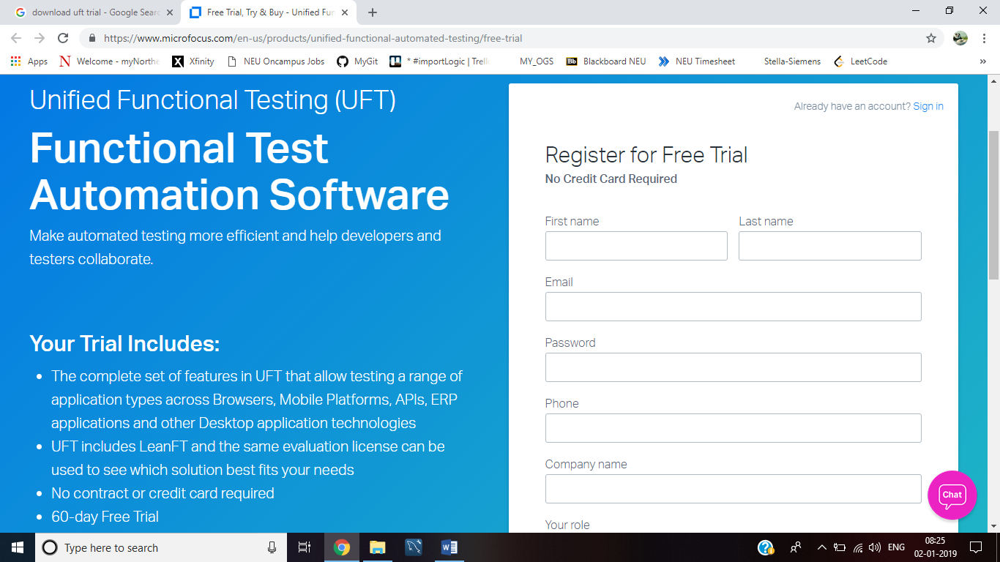 download uft trial - Google Searc
Free Trial, Try & Buy - Unified Fun
https://www.microfocus.com/en-us/products/unified-functional-automated-testing/free-trial
Apps
N Welcome - myNorthe
X Xfinity
NEU Oncampus Jobs
MyGit
* #importLogic | Trell
MY_OGS
Bb Blackboard NEU
NEU Timesheet
Stella-Siemens
LeetCode
»
Unified Functional Testing (UFT)
Functional Test
Automation Software
Make automated testing more efficient and help developers and
testers collaborate.
Your Trial Includes:
• The complete set of features in UFT that allow testing a range of
application types across Browsers, Mobile Platforms, APIs, ERP
applications and other Desktop application technologies
• UFT includes LeanFT and the same evaluation license can be
used to see which solution best fits your needs
• No contract or credit card required
• 60-day Free Trial
Already have an account? Sign in
Register for Free Trial
No Credit Card Required
First name
Last name
Email
Password
Phone
Company name
Your role
Chat
Type here to search
ENG
08:25
02-01-2019